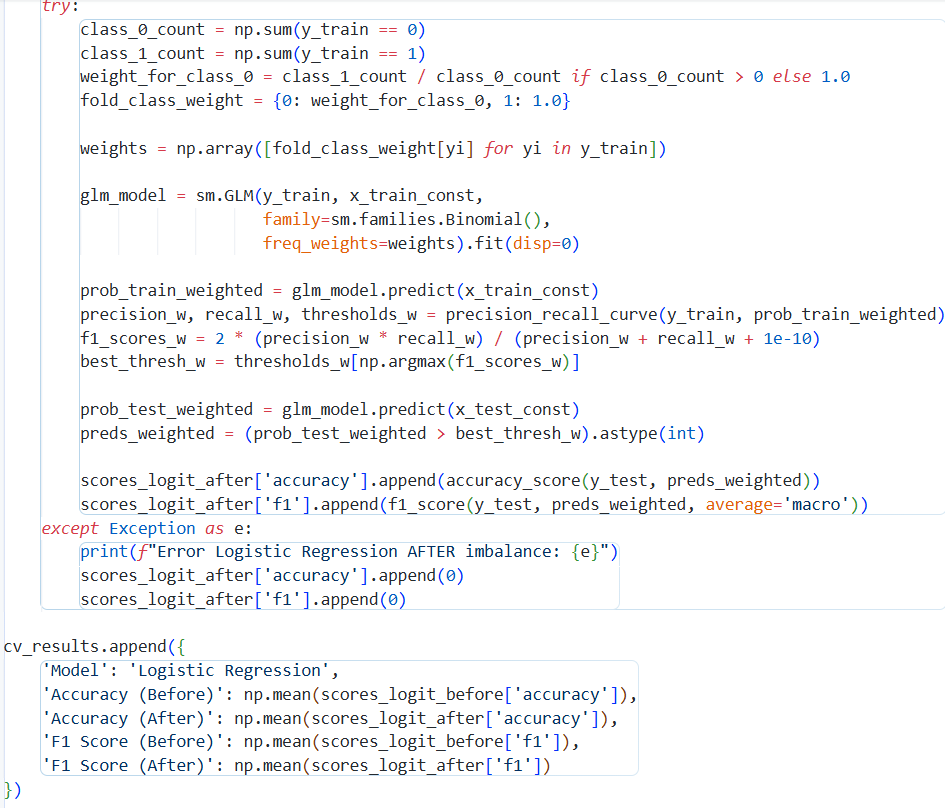 try:
class_0_count = np.sum(y_train == 0)
class_1_count = np.sum(y_train == 1)
weight_for_class_0 = class_1_count / class_0_count if class_0_count > 0 else 1.0
fold_class_weight = {0: weight_for_class_0, 1: 1.0}
weights = np.array([fold_class_weight[yi] for yi in y_train])
glm_model = sm.GLM(y_train, x_train_const,
family=sm.families.Binomial(),
freq_weights=weights).fit(disp=0)
prob_train_weighted = glm_model.predict(x_train_const)
precision_w, recall_w, thresholds_w = precision_recall_curve(y_train, prob_train_weighted)
f1_scores_w = 2 * (precision_w * recall_w) / (precision_w + recall_w + 1e-10)
best_thresh_w = thresholds_w[np.argmax(f1_scores_w)]
prob_test_weighted = glm_model.predict(x_test_const)
preds_weighted = (prob_test_weighted > best_thresh_w).astype(int)
scores_logit_after['accuracy'].append(accuracy_score(y_test, preds_weighted))
scores_logit_after['f1'].append(f1_score(y_test, preds_weighted, average='macro'))
except Exception as e:
print(f"Error Logistic Regression AFTER imbalance: {e}")
scores_logit_after['accuracy'].append(0)
scores_logit_after['f1'].append(0)
cv_results.append({
'Model': 'Logistic Regression',
'Accuracy (Before)': np.mean(scores_logit_before['accuracy']),
'Accuracy (After)': np.mean(scores_logit_after['accuracy']),
'F1 Score (Before)': np.mean(scores_logit_before['f1']),
'F1 Score (After)': np.mean(scores_logit_after['f1'])
})